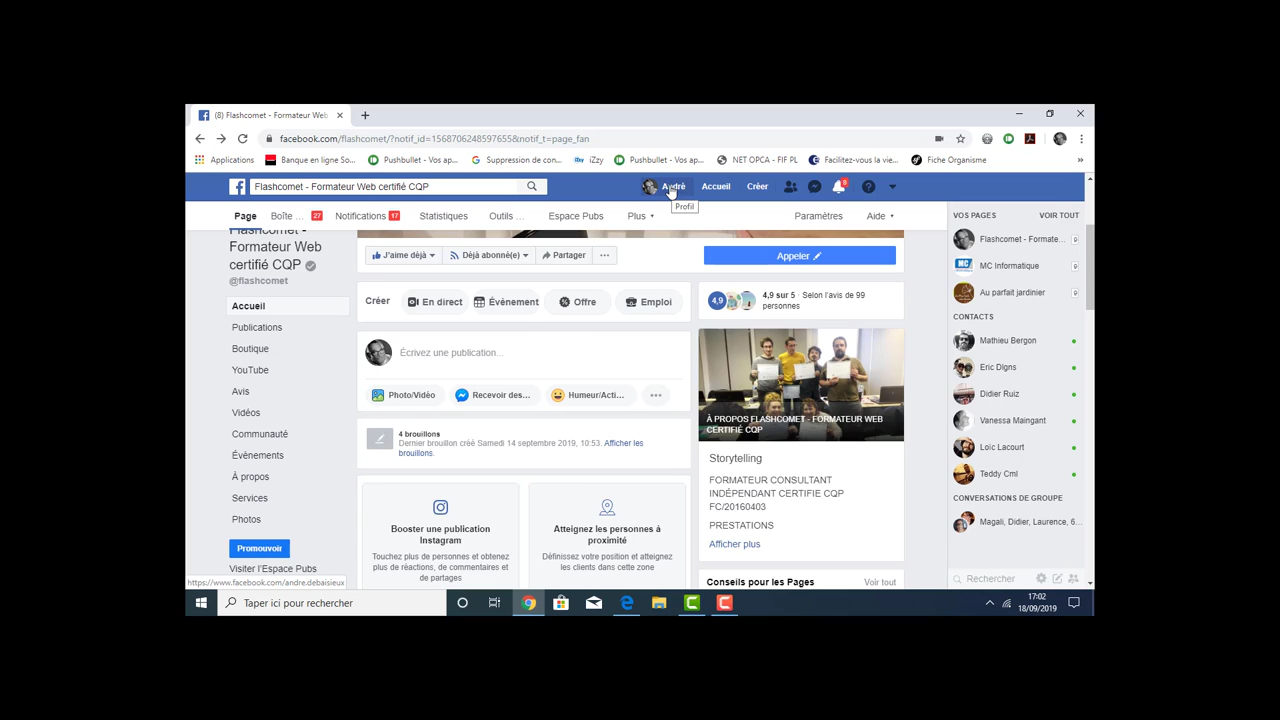 (8) Flashcomet - Formateur Web
facebook.com/flashcomet/?notif_id=1568706248597655&notif_t=page_fan
Applications
Banque en ligne So...
Pushbullet - Vos ap...
Suppression de con...
iZzy
Pushbullet - Vos ap...
NET OPCA - FIF PL
Facilitez-vous la vie...
Fiche Organisme
»
Flashcomet - Formateur Web certifié CQP
André
Accueil
Créer
8
Profil
Page
Boîte ...
27
Notifications
17
Statistiques
Outils ...
Espace Pubs
Plus
Paramètres
Aide
Flashcomet -
Formateur Web
certifié CQP
@flashcomet
Accueil
Publications
Boutique
YouTube
Avis
Vidéos
Communauté
Évènements
À propos
Services
Photos
Promouvoir
Visiter l'Espace Pubs
https://www.facebook.com/andre.debaisieux
J'aime déjà
Déjà abonné(e)
Partager
Appeler
Créer
En direct
Évènement
Offre
Emploi
Écrivez une publication...
Photo/Vidéo
Recevoir des...
Humeur/Acti...
4 brouillons
Dernier brouillon créé Samedi 14 septembre 2019, 10:53. Afficher les
brouillons.
Booster une publication
Instagram
Touchez plus de personnes et obtenez
plus de réactions, de commentaires et
de partages
Atteignez les personnes à
proximité
Définissez votre position et atteignez
les clients dans cette zone
4,9
4,9 sur 5 · Selon l'avis de 99
personnes
À PROPOS FLASHCOMET - FORMATEUR WEB
CERTIFIÉ CQP
Storytelling
FORMATEUR CONSULTANT
INDÉPENDANT CERTIFIE CQP
FC/20160403
PRESTATIONS
Afficher plus
Conseils pour les Pages
Voir tout
VOS PAGES
VOIR TOUT
Flashcomet - Formate...
MC Informatique
Au parfait jardinier
CONTACTS
Mathieu Bergon
Eric Digns
Didier Ruiz
Vanessa Maingant
Loïc Lacourt
Teddy Cml
CONVERSATIONS DE GROUPE
Magali, Didier, Laurence, 6...
Rechercher
Taper ici pour rechercher
17:02
18/09/2019